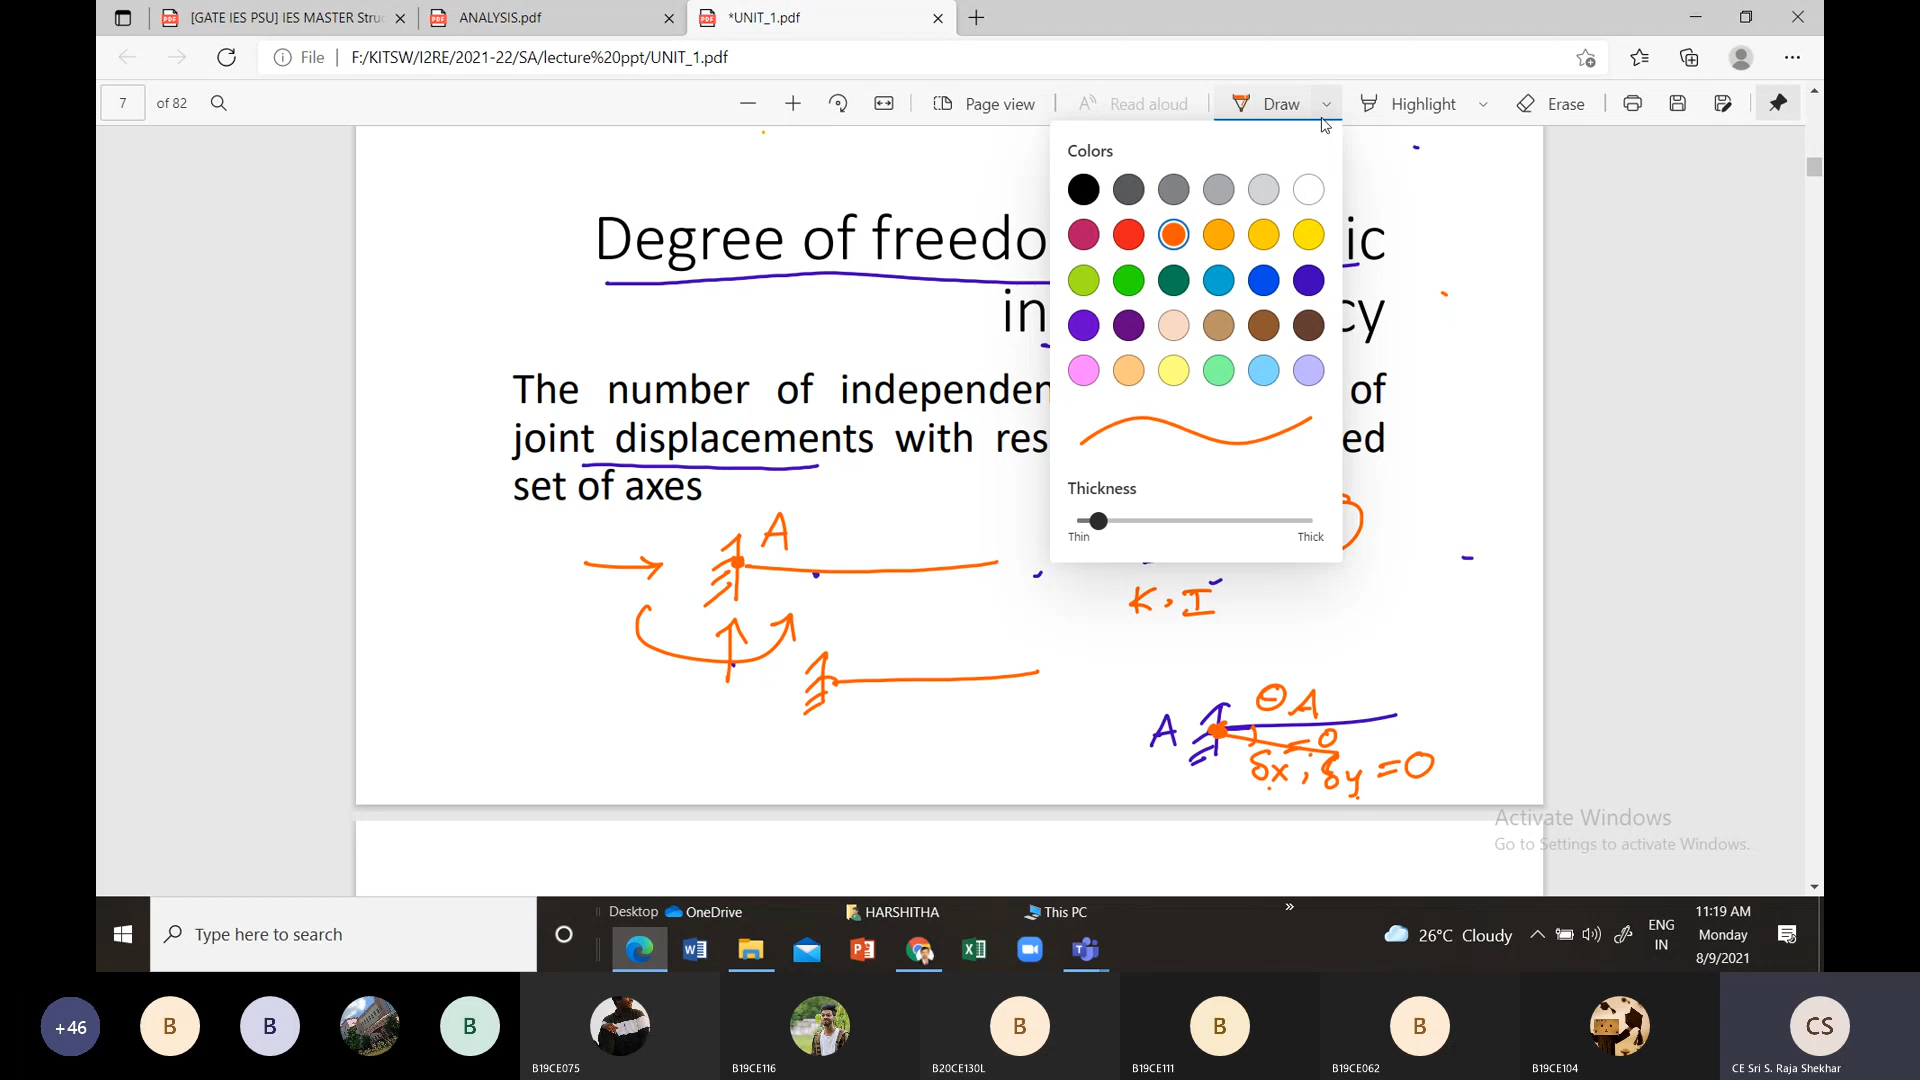 [GATE IES PSU] IES MASTER Struc
ANALYSIS.pdf
*UNIT_1.pdf
File
F:/KITSW/I2RE/2021-22/SA/lecture%20ppt/UNIT_1.pdf
7
of 82
Page view
Read aloud
Draw
Highlight
Erase
Colors
Degree of freedo
ic
in
cy
The number of independen
of
joint displacements with res
ed
set of axes
Thickness
Thin
Thick
A
K.I
A
θA
=0
δx, δy =0
Activate Windows
Go to Settings to activate Windows.
Type here to search
Desktop
OneDrive
HARSHITHA
This PC
»
26°C Cloudy
ENG
IN
11:19 AM
Monday
8/9/2021
+46
B
B
B
B
B
B
CS
B19CE075
B19CE116
B20CE130L
B19CE111
B19CE062
B19CE104
CE Sri S. Raja Shekhar